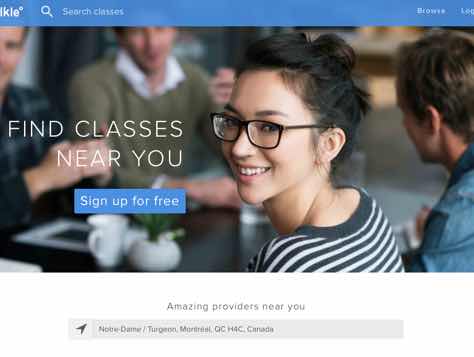 lkle°
Search classes
Browse
Log
FIND CLASSES
NEAR YOU
Sign up for free
Amazing providers near you
Notre-Dame / Turgeon, Montréal, QC H4C, Canada